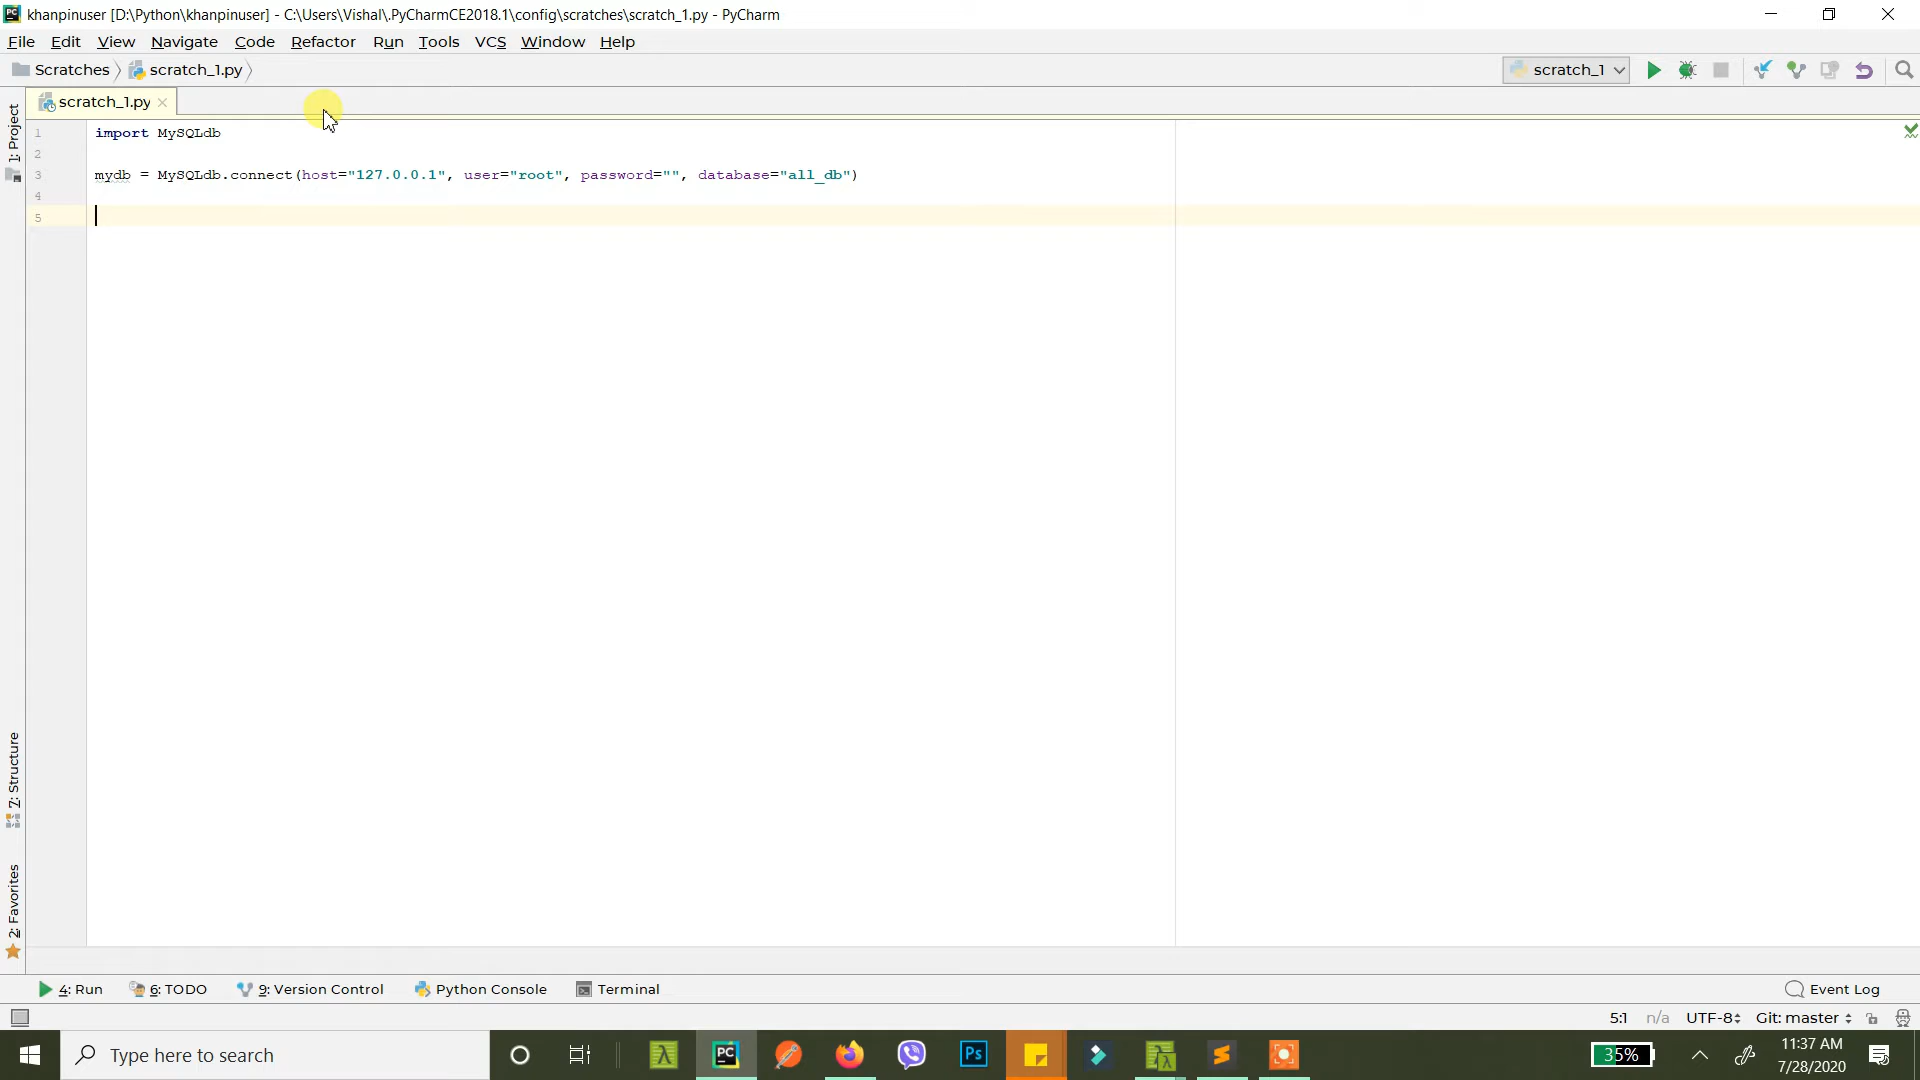 khanpinuser [D:\Python\khanpinuser] - C:\Users\Vishal\.PyCharmCE2018.1\config\scratches\scratch_1.py - PyCharm
File Edit View Navigate Code Refactor Run Tools VCS Window Help
Scratches scratch_1.py scratch_1
scratch_1.py
1: Project
1 import MySQLdb
2
3 mydb = MySQLdb.connect(host="127.0.0.1", user="root", password="", database="all_db")
4
5
7: Structure
2: Favorites
4: Run 6: TODO 9: Version Control Python Console Terminal Event Log
5:1 n/a UTF-8 Git: master
Type here to search PC Ps 35% 11:37 AM
7/28/2020